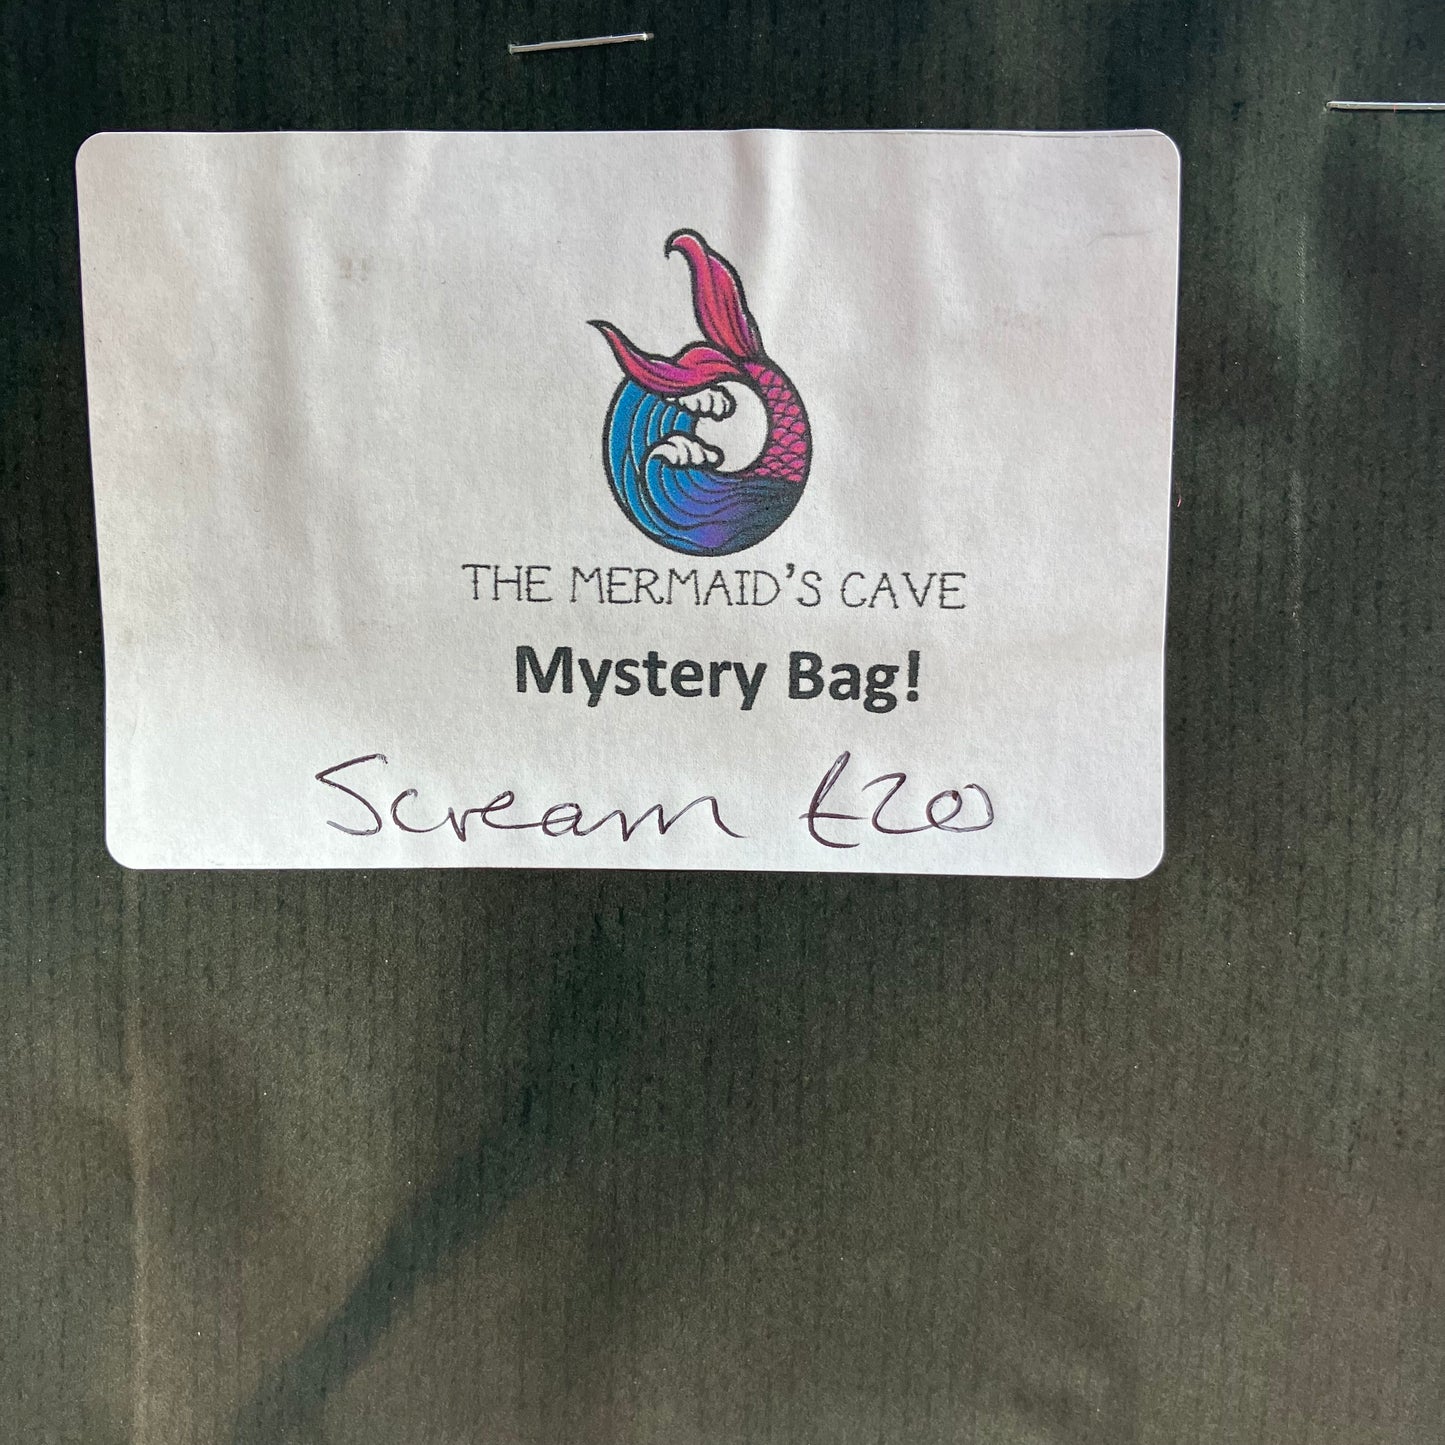 THE MERMAID'S CAVE
Mystery Bag!
Scream £20